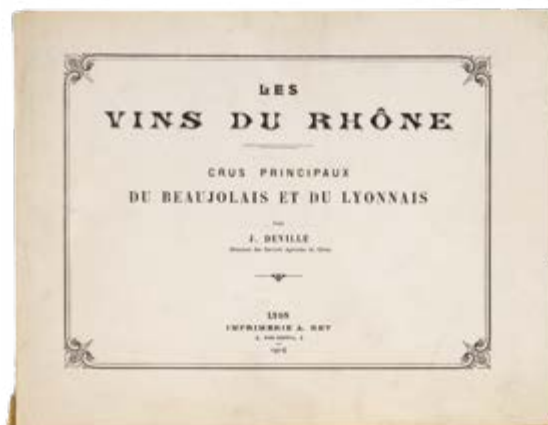 LES
VINS DU RHÔNE
CRUS PRINCIPAUX
DU BEAUJOLAIS ET DU LYONNAIS
PAR
J. DEVILLE
LYON
IMPRIMERIE A. REY